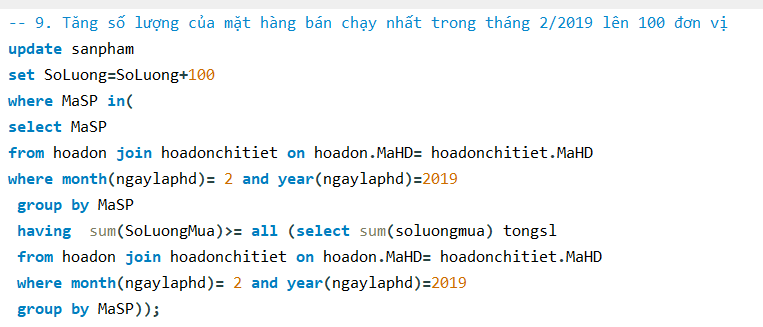 -- 9. Tăng số lượng của mặt hàng bán chạy nhất trong tháng 2/2019 lên 100 đơn vị
update sanpham
set SoLuong=SoLuong+100
where MaSP in(
select MaSP
from hoadon join hoadonchitiet on hoadon.MaHD= hoadonchitiet.MaHD
where month(ngaylaphd)= 2 and year(ngaylaphd)=2019
group by MaSP
having  sum(SoLuongMua)>= all (select sum(soluongmua) tongsl
from hoadon join hoadonchitiet on hoadon.MaHD= hoadonchitiet.MaHD
where month(ngaylaphd)= 2 and year(ngaylaphd)=2019
group by MaSP));